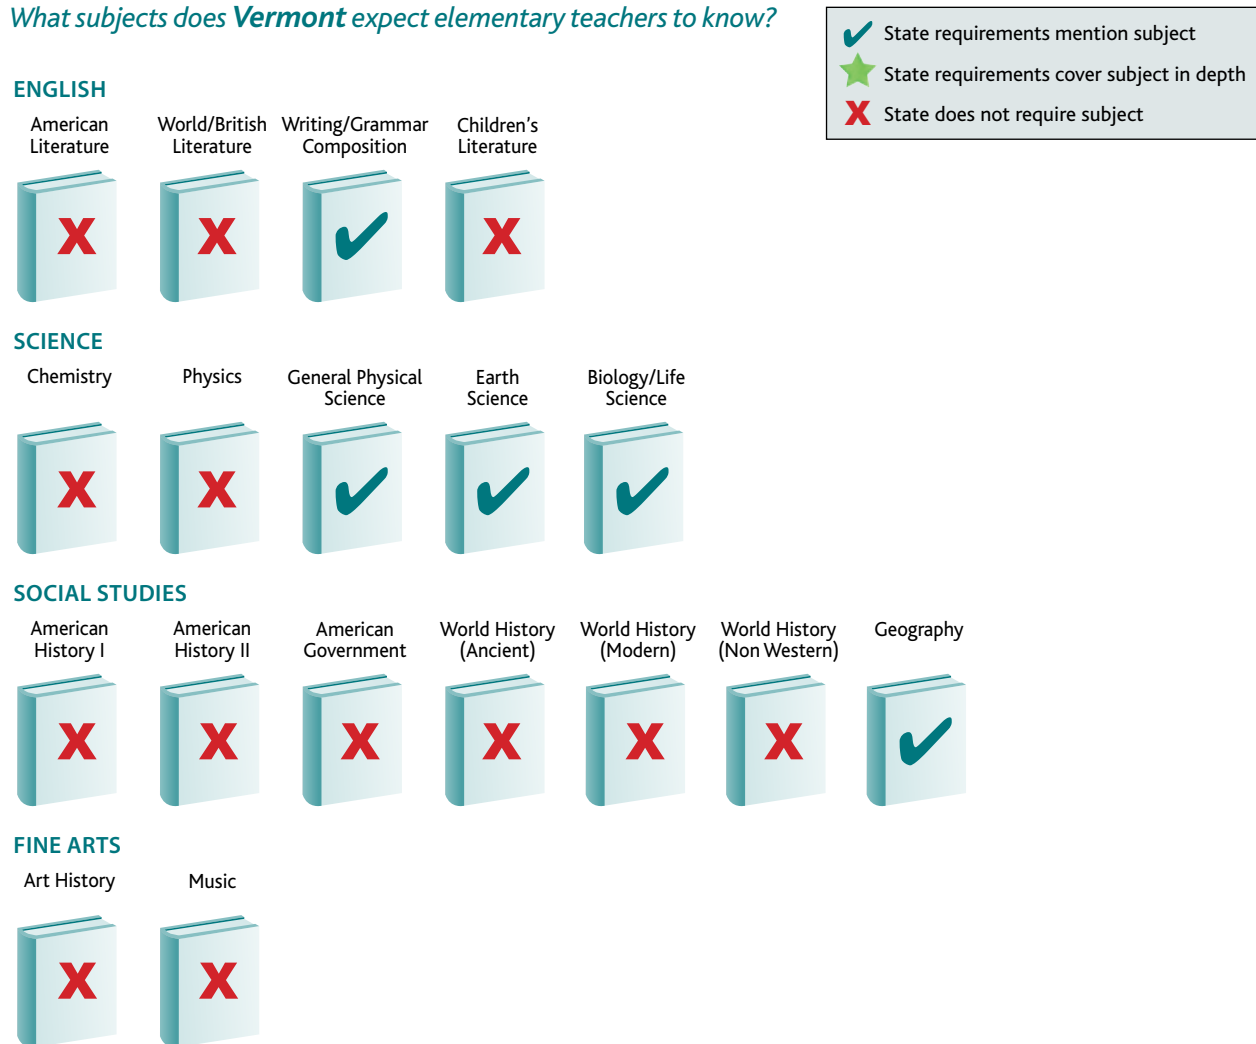 What subjects does Vermont expect elementary teachers to know?
State requirements mention subject
State requirements cover subject in depth
State does not require subject
ENGLISH
American
Literature
World/British
Literature
Writing/Grammar
Composition
Children's
Literature
SCIENCE
Chemistry
Physics
General Physical
Science
Earth
Science
Biology/Life
Science
SOCIAL STUDIES
American
History I
American
History II
American
Government
World History
(Ancient)
World History
(Modern)
World History
(Non Western)
Geography
FINE ARTS
Art History
Music